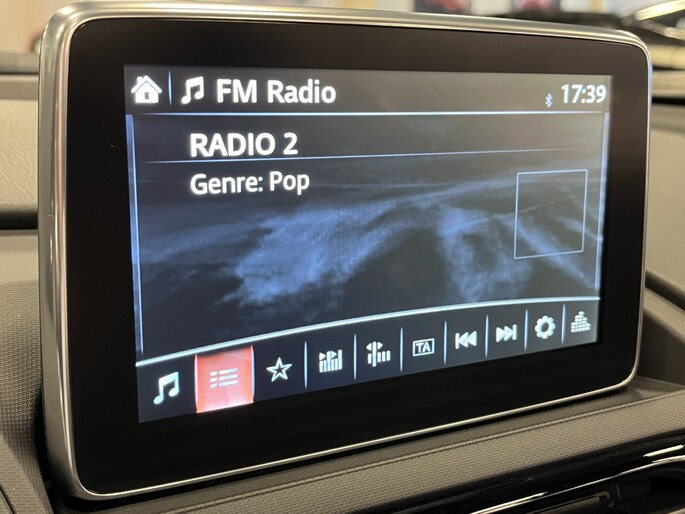 FM Radio
17:39
RADIO 2
Genre: Pop
TA